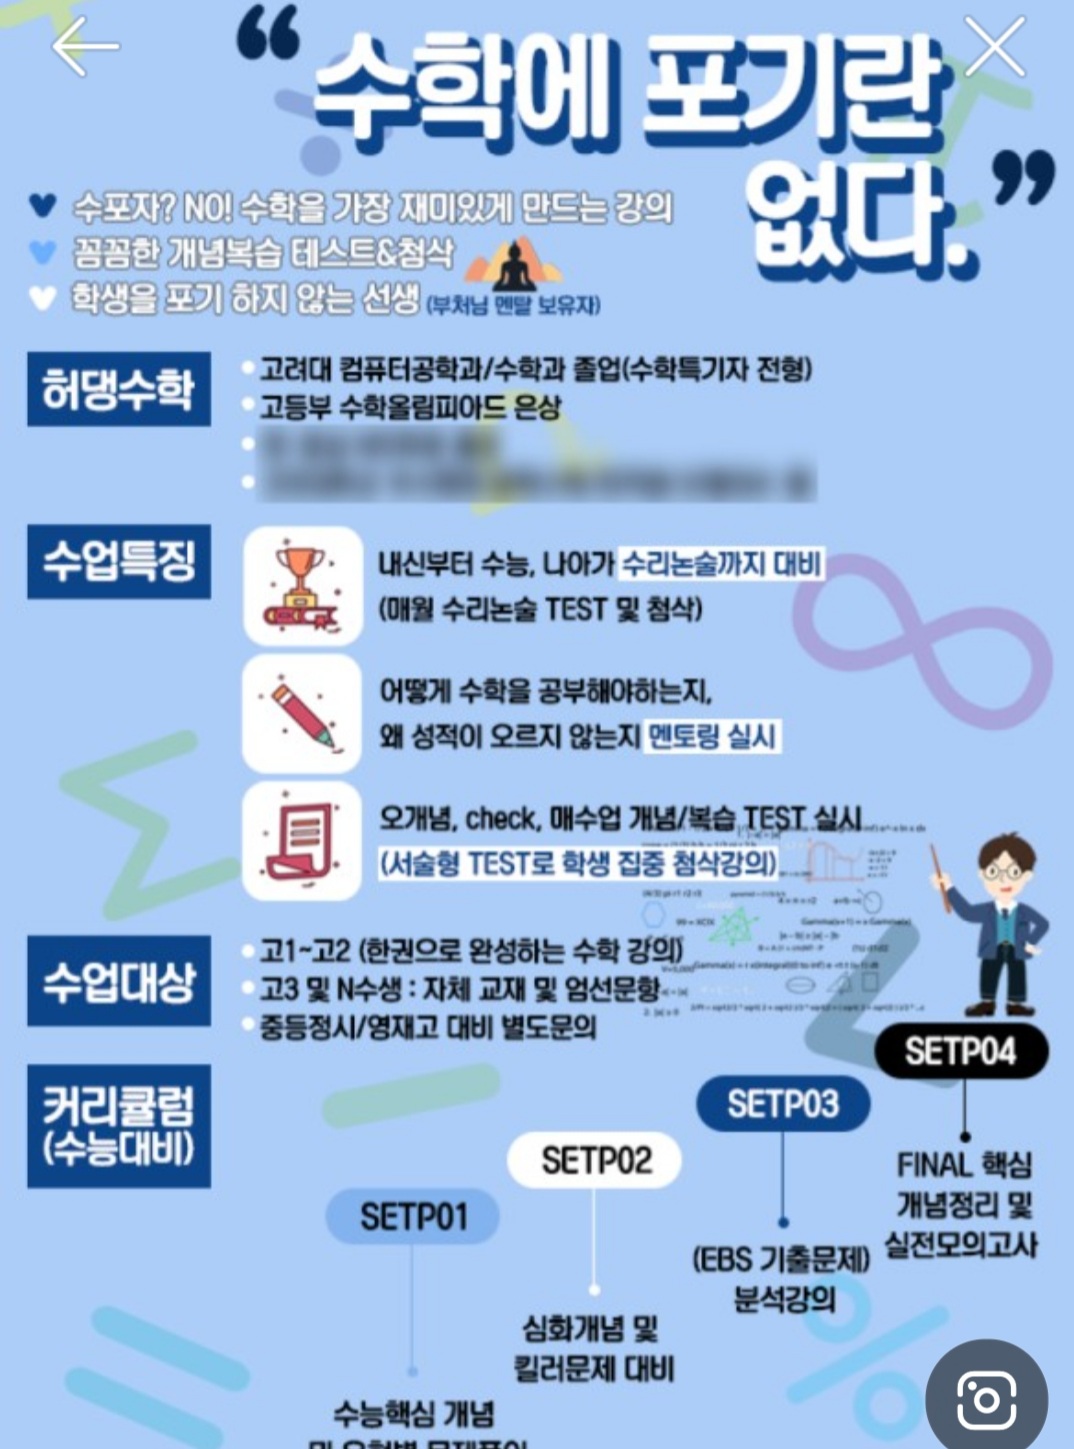 “수학에 포기란
없다.”
수포자? NO! 수학을 가장 재미있게 만드는 강의
꼼꼼한 개념복습 테스트&첨삭
학생을 포기 하지 않는 선생 (부처님 멘탈 보유자)
허댕수학
고려대 컴퓨터공학과/수학과 졸업(수학특기자 전형)
고등부 수학올림피아드 은상
수업특징
내신부터 수능, 나아가 수리논술까지 대비
(매월 수리논술 TEST 및 첨삭)
어떻게 수학을 공부해야하는지,
왜 성적이 오르지 않는지 멘토링 실시
오개념, check, 매수업 개념/복습 TEST 실시
(서술형 TEST로 학생 집중 첨삭강의)
수업대상
고1~고2 (한권으로 완성하는 수학 강의)
고3 및 N수생 : 자체 교재 및 엄선문항
중등정시/영재고 대비 별도문의
커리큘럼
(수능대비)
SETP01
수능핵심 개념
SETP02
심화개념 및
킬러문제 대비
SETP03
(EBS 기출문제)
분석강의
SETP04
FINAL 핵심
개념정리 및
실전모의고사